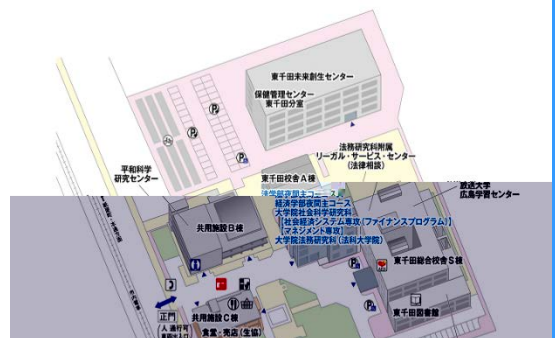 東千田未来創生センター
保健管理センター
東千田分室
法務研究科附属
リーガル・サービス・センター
(法律相談)
平和科学
研究センター
東千田校舎A棟
法学部夜間主コース
経済学部夜間主コース
大学院社会科学研究科
【社会経済システム専攻(ファイナンスプログラム)】
【マネジメント専攻】
大学院法務研究科(法科大学院)
放送大学
広島学習センター
共用施設B棟
東千田総合校舎S棟
東千田図書館
正門
共用施設C棟
食堂・売店(生協)